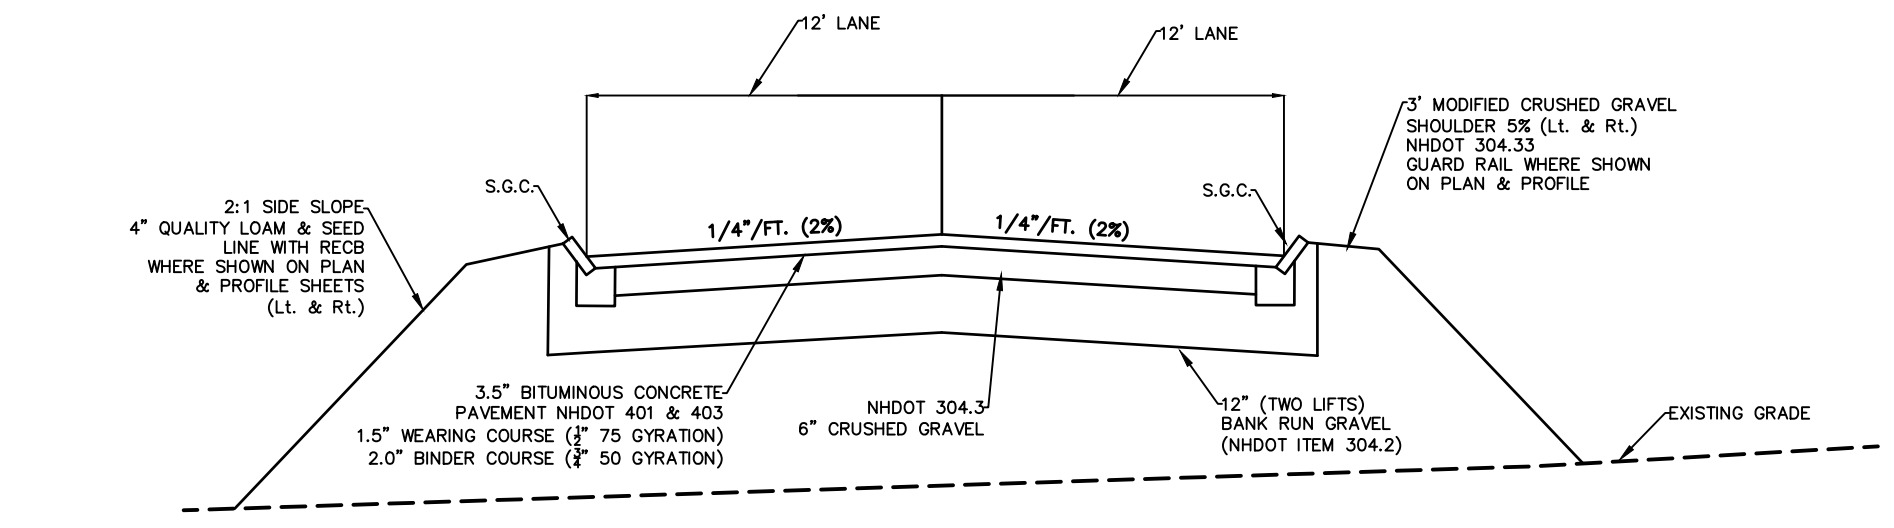 12' LANE
12' LANE
3' MODIFIED CRUSHED GRAVEL
SHOULDER 5% (Lt. & Rt.)
NHDOT 304.33
GUARD RAIL WHERE SHOWN
ON PLAN & PROFILE
S.G.C.
S.G.C.
2:1 SIDE SLOPE
4" QUALITY LOAM & SEED
LINE WITH RECB
WHERE SHOWN ON PLAN
& PROFILE SHEETS
(Lt. & Rt.)
1/4"/FT. (2%)
1/4"/FT. (2%)
3.5" BITUMINOUS CONCRETE
PAVEMENT NHDOT 401 & 403
1.5" WEARING COURSE (1/2" 75 GYRATION)
2.0" BINDER COURSE (3/4" 50 GYRATION)
NHDOT 304.3
6" CRUSHED GRAVEL
12" (TWO LIFTS)
BANK RUN GRAVEL
(NHDOT ITEM 304.2)
EXISTING GRADE